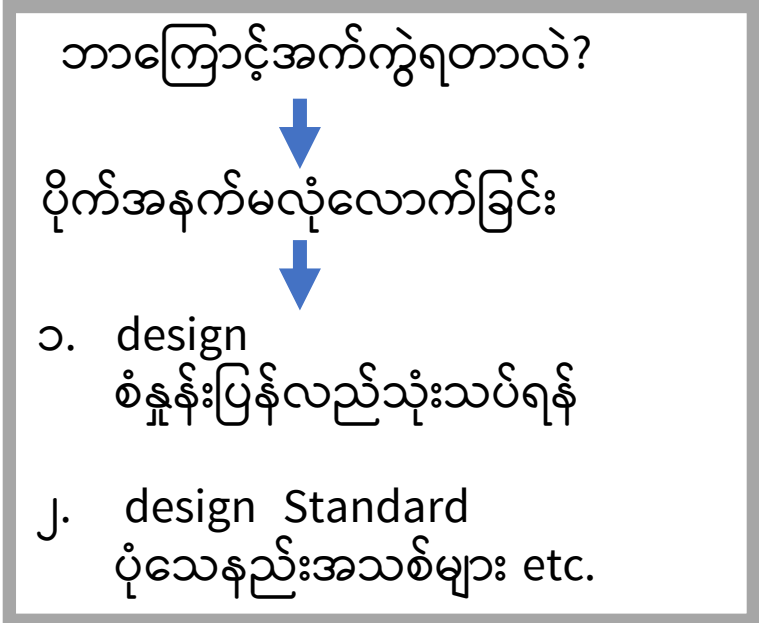 ဘာကြောင့်အက်ကွဲရတာလဲ?
ပိုက်အနက်မလုံလောက်ခြင်း
၁. design
စံနှုန်းပြန်လည်သုံးသပ်ရန်
၂. design Standard
ပုံသေနည်းအသစ်များ etc.